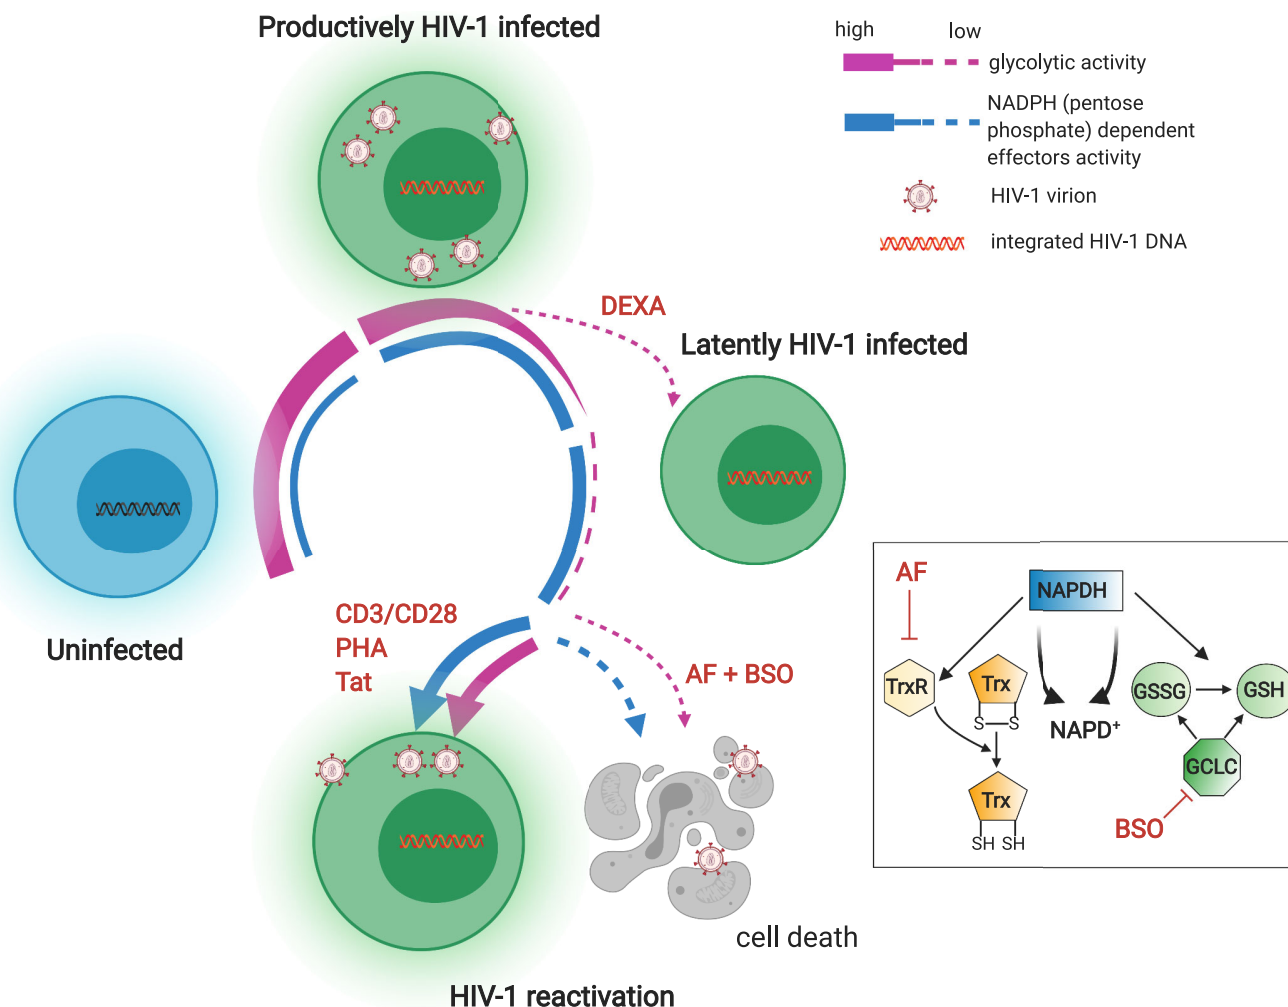 Productively HIV-1 infected
high
low
glycolytic activity
NADPH (pentose
phosphate) dependent
effectors activity
HIV-1 virion
integrated HIV-1 DNA
DEXA
Latently HIV-1 infected
Uninfected
CD3/CD28
PHA
Tat
AF + BSO
AF
NAPDH
TrxR
Trx
S S
NAPD⁺
GSSG
GSH
GCLC
Trx
SH SH
BSO
cell death
HIV-1 reactivation